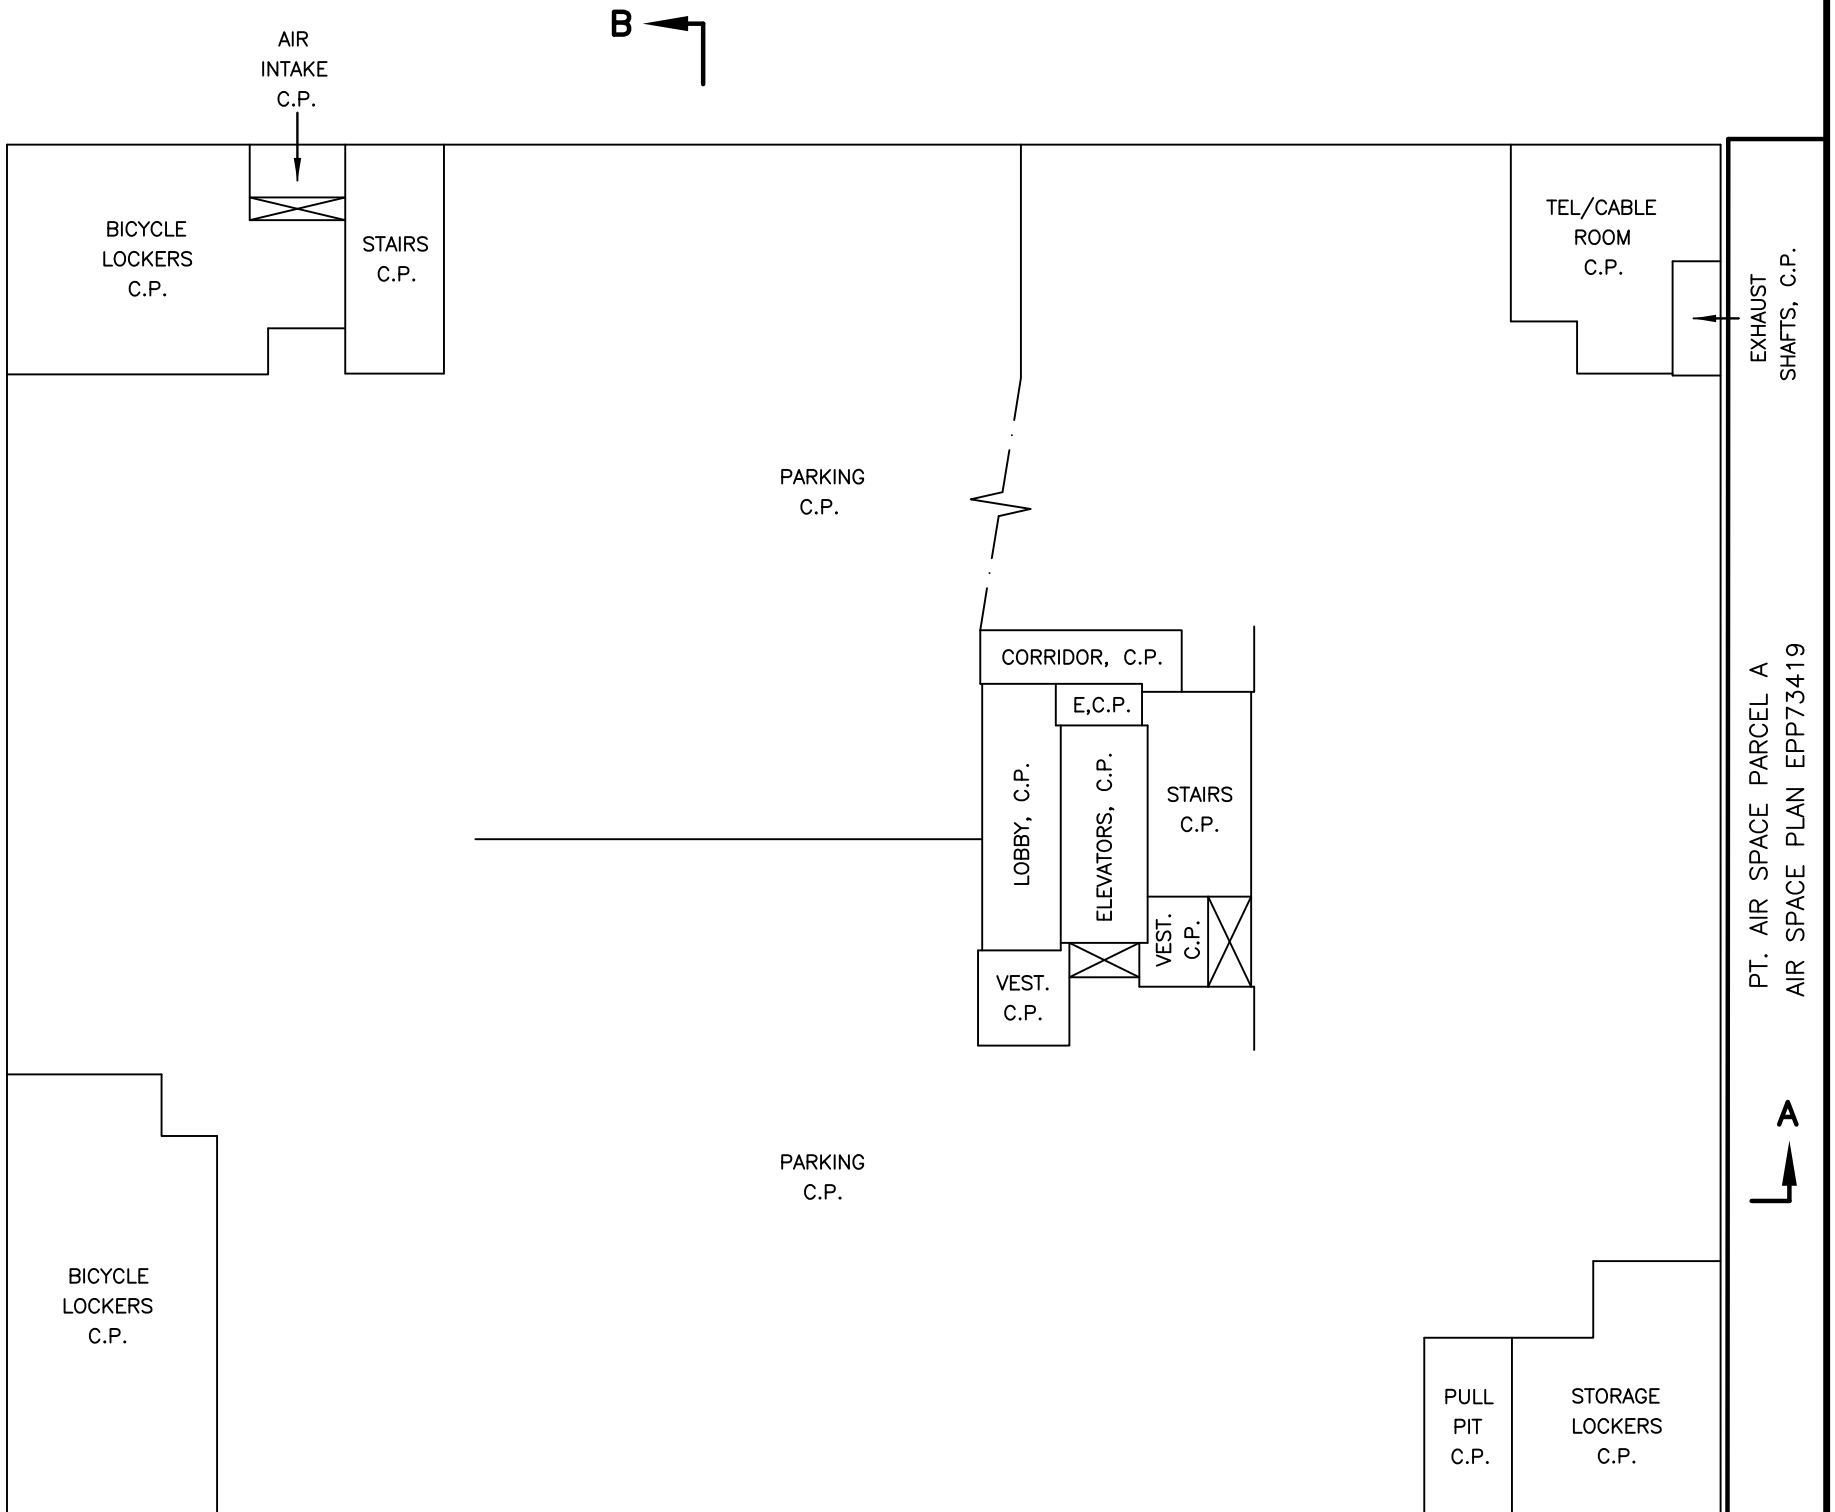 B
AIR
INTAKE
C.P.
BICYCLE
LOCKERS
C.P.
STAIRS
C.P.
TEL/CABLE
ROOM
C.P.
EXHAUST
SHAFTS, C.P.
PARKING
C.P.
CORRIDOR, C.P.
E,C.P.
LOBBY, C.P.
ELEVATORS, C.P.
STAIRS
C.P.
VEST.
C.P.
VEST.
C.P.
PT. AIR SPACE PARCEL A
AIR SPACE PLAN EPP73419
A
PARKING
C.P.
BICYCLE
LOCKERS
C.P.
PULL
PIT
C.P.
STORAGE
LOCKERS
C.P.